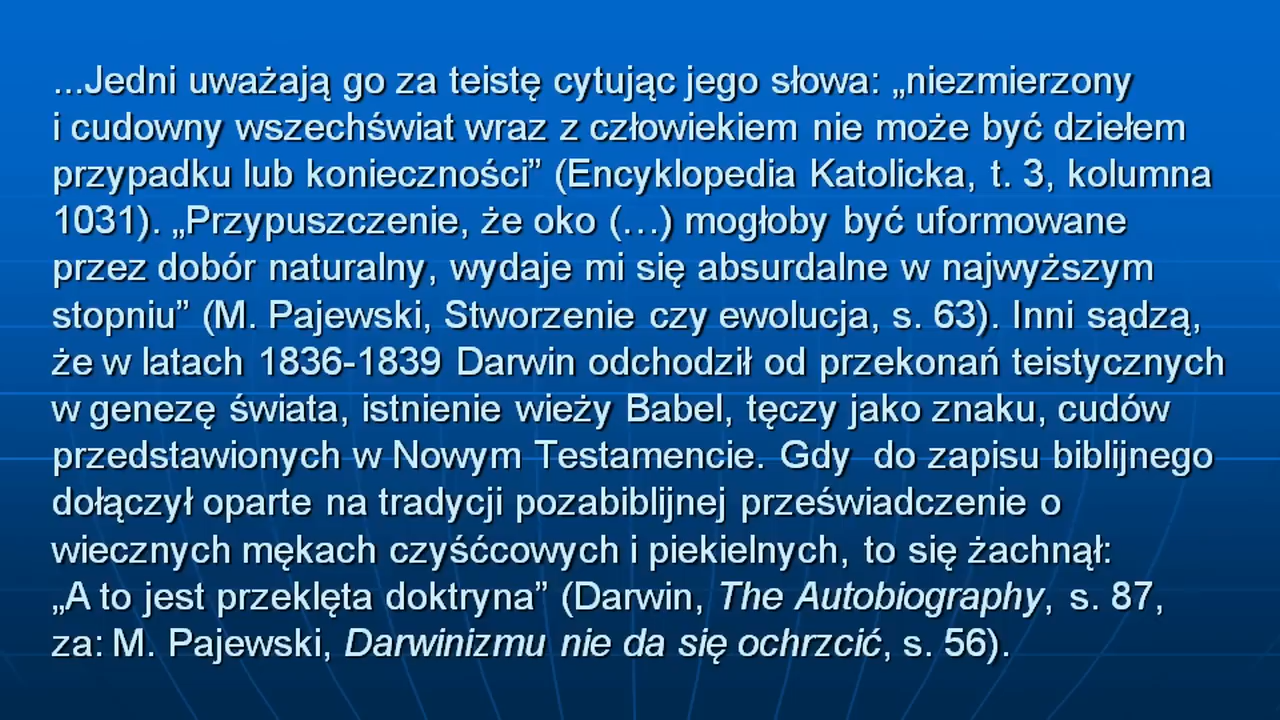 ...Jedni uważają go za teistę cytując jego słowa: „niezmierzony
i cudowny wszechświat wraz z człowiekiem nie może być dziełem
przypadku lub konieczności” (Encyklopedia Katolicka, t. 3, kolumna
1031). „Przypuszczenie, że oko (…) mogłoby być uformowane
przez dobór naturalny, wydaje mi się absurdalne w najwyższym
stopniu” (M. Pajewski, Stworzenie czy ewolucja, s. 63). Inni sądzą,
że w latach 1836-1839 Darwin odchodził od przekonań teistycznych
w genezę świata, istnienie wieży Babel, tęczy jako znaku, cudów
przedstawionych w Nowym Testamencie. Gdy do zapisu biblijnego
dołączył oparte na tradycji pozabiblijnej przeświadczenie o
wiecznych mękach czyśćcowych i piekielnych, to się żachnął:
„A to jest przeklęta doktryna” (Darwin, The Autobiography, s. 87,
za: M. Pajewski, Darwinizmu nie da się ochrzcić, s. 56).